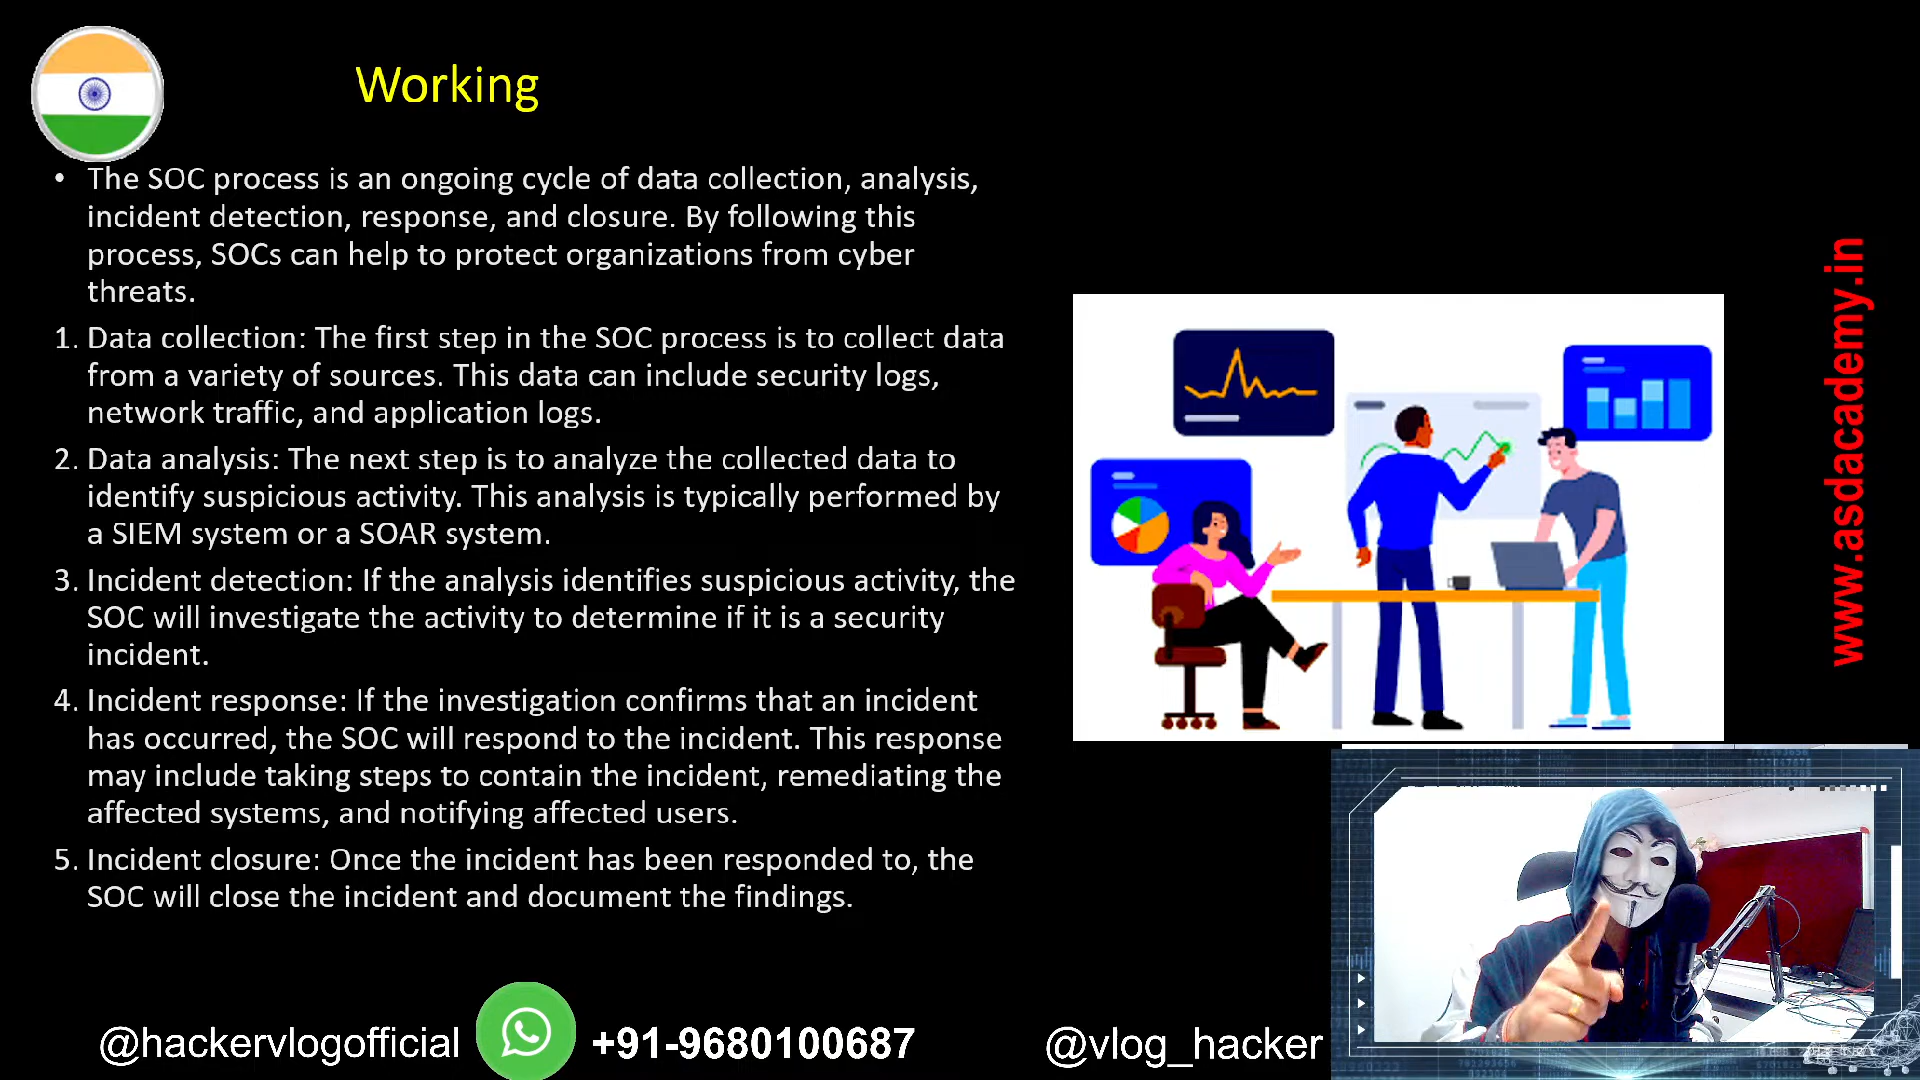 Working
• The SOC process is an ongoing cycle of data collection, analysis,
incident detection, response, and closure. By following this
process, SOCs can help to protect organizations from cyber
threats.
1. Data collection: The first step in the SOC process is to collect data
from a variety of sources. This data can include security logs,
network traffic, and application logs.
2. Data analysis: The next step is to analyze the collected data to
identify suspicious activity. This analysis is typically performed by
a SIEM system or a SOAR system.
3. Incident detection: If the analysis identifies suspicious activity, the
SOC will investigate the activity to determine if it is a security
incident.
4. Incident response: If the investigation confirms that an incident
has occurred, the SOC will respond to the incident. This response
may include taking steps to contain the incident, remediating the
affected systems, and notifying affected users.
5. Incident closure: Once the incident has been responded to, the
SOC will close the incident and document the findings.
www.asdacademy.in
@hackervlogofficial
+91-9680100687
@vlog_hacker